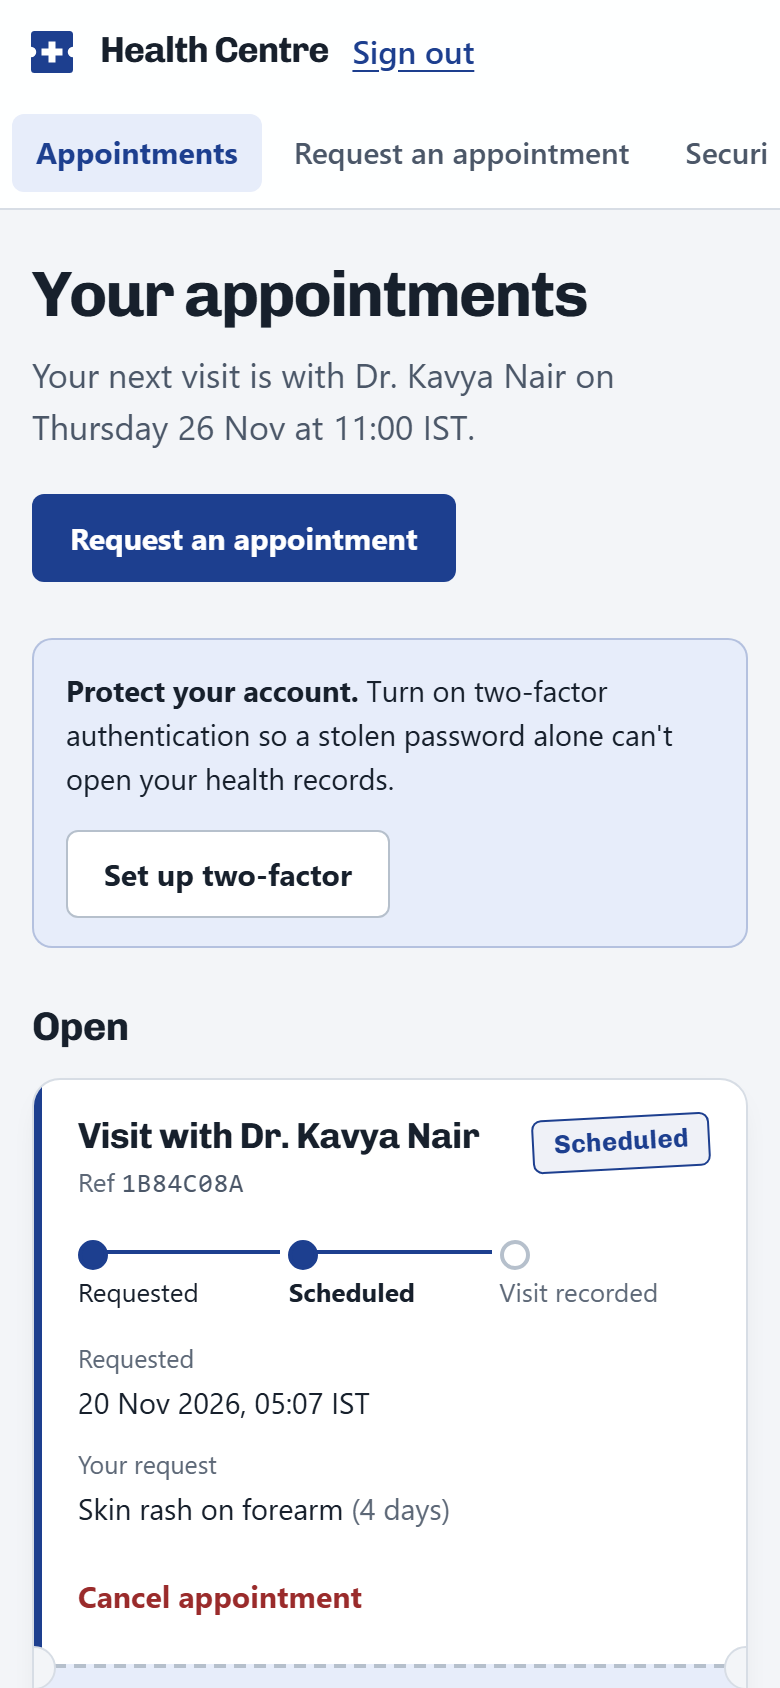 Health Centre Sign out
Appointments Request an appointment Securi
Your appointments
Your next visit is with Dr. Kavya Nair on
Thursday 26 Nov at 11:00 IST.
Request an appointment
Protect your account. Turn on two-factor
authentication so a stolen password alone can't
open your health records.
Set up two-factor
Open
Visit with Dr. Kavya Nair Scheduled
Ref 1B84C08A
Requested Scheduled Visit recorded
Requested
20 Nov 2026, 05:07 IST
Your request
Skin rash on forearm (4 days)
Cancel appointment